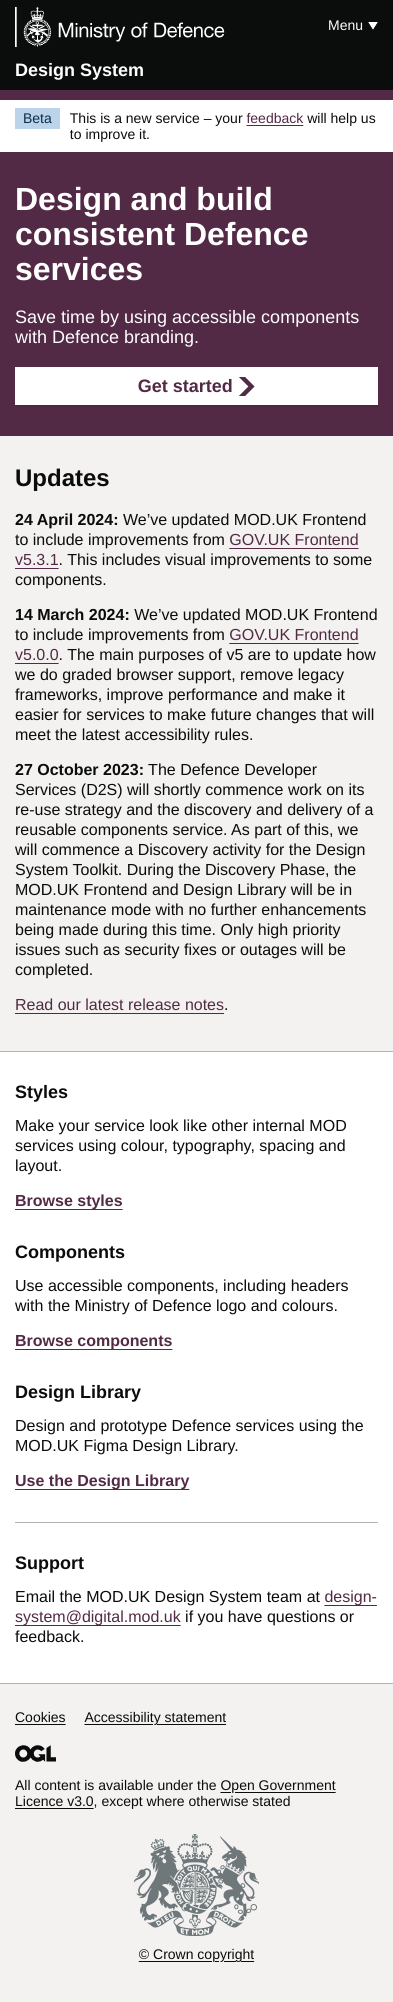 Ministry of Defence
Menu
Design System
Beta
This is a new service – your feedback will help us
to improve it.
Design and build
consistent Defence
services
Save time by using accessible components
with Defence branding.
Get started
Updates
24 April 2024: We’ve updated MOD.UK Frontend
to include improvements from GOV.UK Frontend
v5.3.1. This includes visual improvements to some
components.
14 March 2024: We’ve updated MOD.UK Frontend
to include improvements from GOV.UK Frontend
v5.0.0. The main purposes of v5 are to update how
we do graded browser support, remove legacy
frameworks, improve performance and make it
easier for services to make future changes that will
meet the latest accessibility rules.
27 October 2023: The Defence Developer
Services (D2S) will shortly commence work on its
re-use strategy and the discovery and delivery of a
reusable components service. As part of this, we
will commence a Discovery activity for the Design
System Toolkit. During the Discovery Phase, the
MOD.UK Frontend and Design Library will be in
maintenance mode with no further enhancements
being made during this time. Only high priority
issues such as security fixes or outages will be
completed.
Read our latest release notes.
Styles
Make your service look like other internal MOD
services using colour, typography, spacing and
layout.
Browse styles
Components
Use accessible components, including headers
with the Ministry of Defence logo and colours.
Browse components
Design Library
Design and prototype Defence services using the
MOD.UK Figma Design Library.
Use the Design Library
Support
Email the MOD.UK Design System team at design-
system@digital.mod.uk if you have questions or
feedback.
Cookies Accessibility statement
OGL
All content is available under the Open Government
Licence v3.0, except where otherwise stated
DIEU ET MON DROIT
© Crown copyright